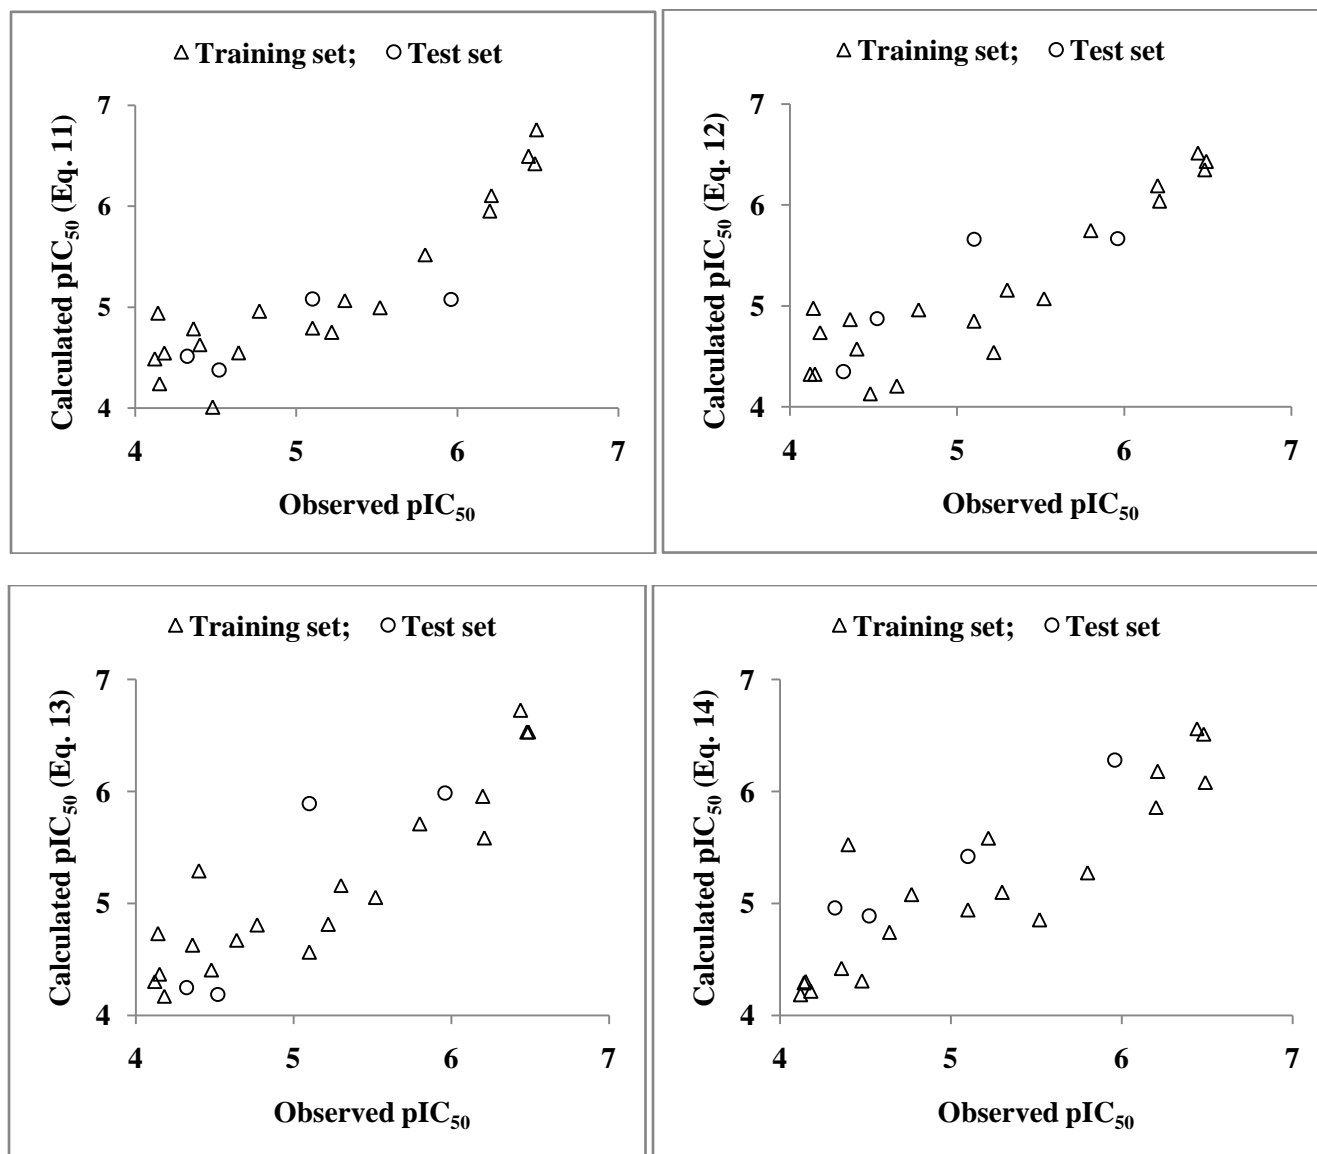 Training set; Test set
Calculated pIC50 (Eq. 11)
7
6
5
4
4 5 6 7
Observed pIC50
Training set; Test set
Calculated pIC50 (Eq. 12)
7
6
5
4
4 5 6 7
Observed pIC50
Training set; Test set
Calculated pIC50 (Eq. 13)
7
6
5
4
4 5 6 7
Observed pIC50
Training set; Test set
Calculated pIC50 (Eq. 14)
7
6
5
4
4 5 6 7
Observed pIC50